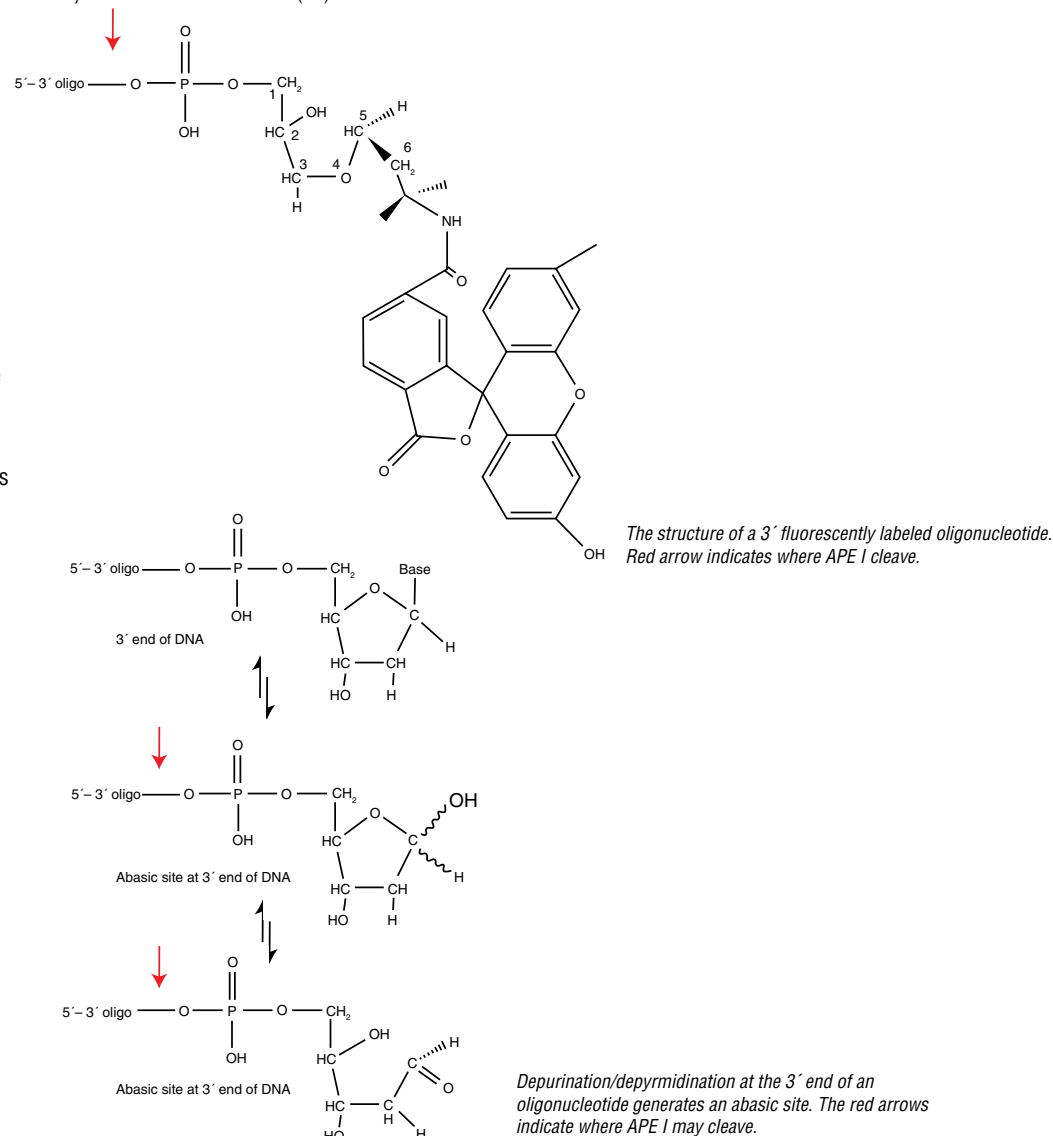 O
5´– 3´ oligo O P O CH2
1
OH
OH
HC 2
5 H
HC
6
CH2
3 4
HC O
H
NH
O
O
O
O
OH
The structure of a 3´ fluorescently labeled oligonucleotide.
Red arrow indicates where APE I cleave.
S
O
5´– 3´ oligo O P O CH2
Base
O
OH
HC C
H
3´ end of DNA
HC CH
HO H
O
5´– 3´ oligo O P O CH2
OH
O
OH
HC C
H
Abasic site at 3´ end of DNA
HC CH
HO H
O
5´– 3´ oligo O P O CH2
OH
H
C
OH
HC
O
Abasic site at 3´ end of DNA
HC C
H
H
HO
Depurination/depyrmidination at the 3´ end of an
oligonucleotide generates an abasic site. The red arrows
indicate where APE I may cleave.